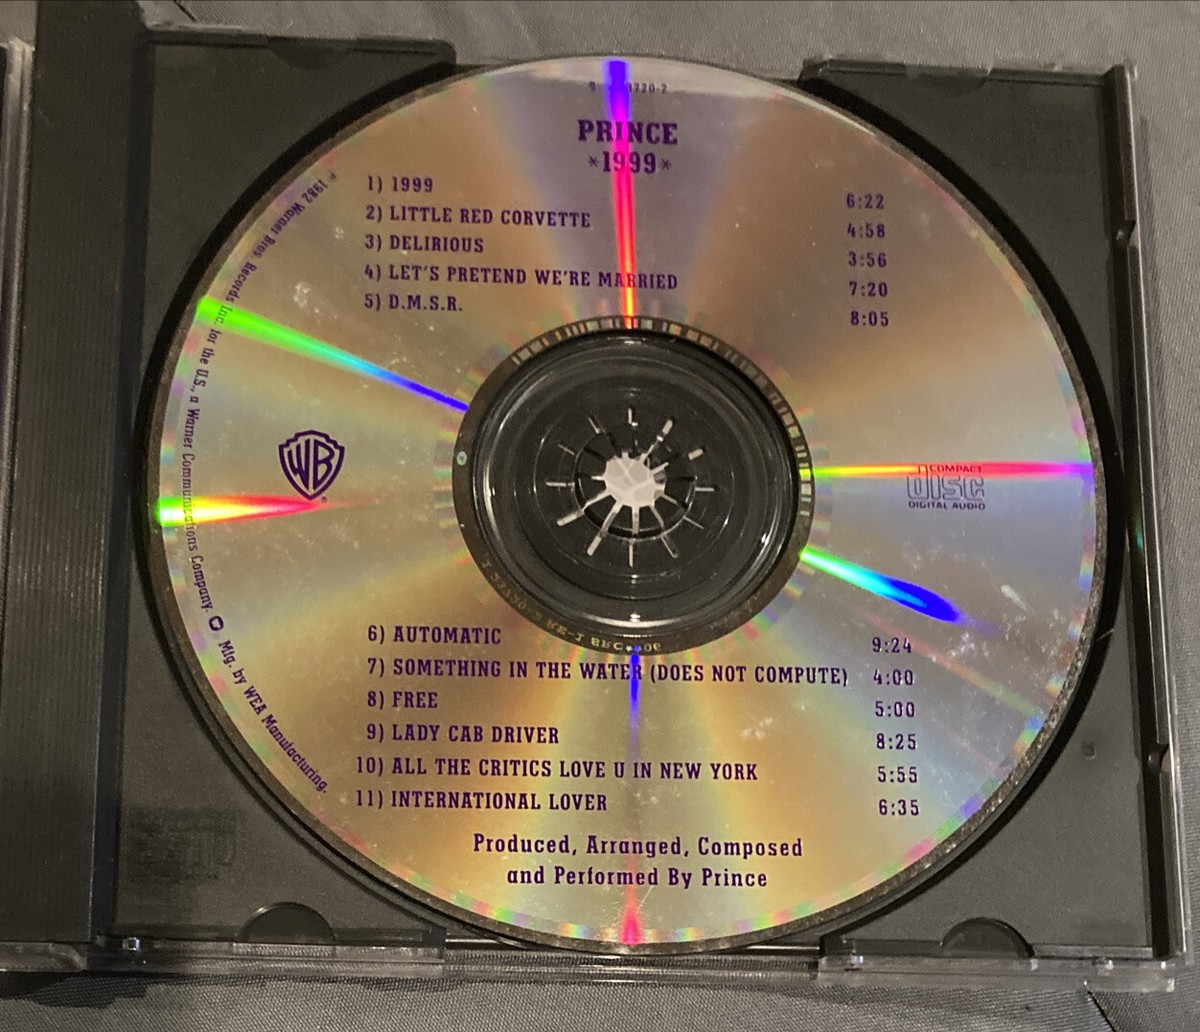 9 1720-2
PRINCE
*1999*
1) 1999 6:22
2) LITTLE RED CORVETTE 4:58
3) DELIRIOUS 3:56
4) LET'S PRETEND WE'RE MARRIED 7:20
5) D.M.S.R. 8:05
WB
COMPACT
disc
DIGITAL AUDIO
6) AUTOMATIC 9:24
7) SOMETHING IN THE WATER (DOES NOT COMPUTE) 4:00
8) FREE 5:00
9) LADY CAB DRIVER 8:25
10) ALL THE CRITICS LOVE U IN NEW YORK 5:55
11) INTERNATIONAL LOVER 6:35
Produced, Arranged, Composed
and Performed By Prince
℗ 1982 Warner Bros. Records Inc. for the U.S., a Warner Communications Company. Mfg. by WEA Manufacturing.